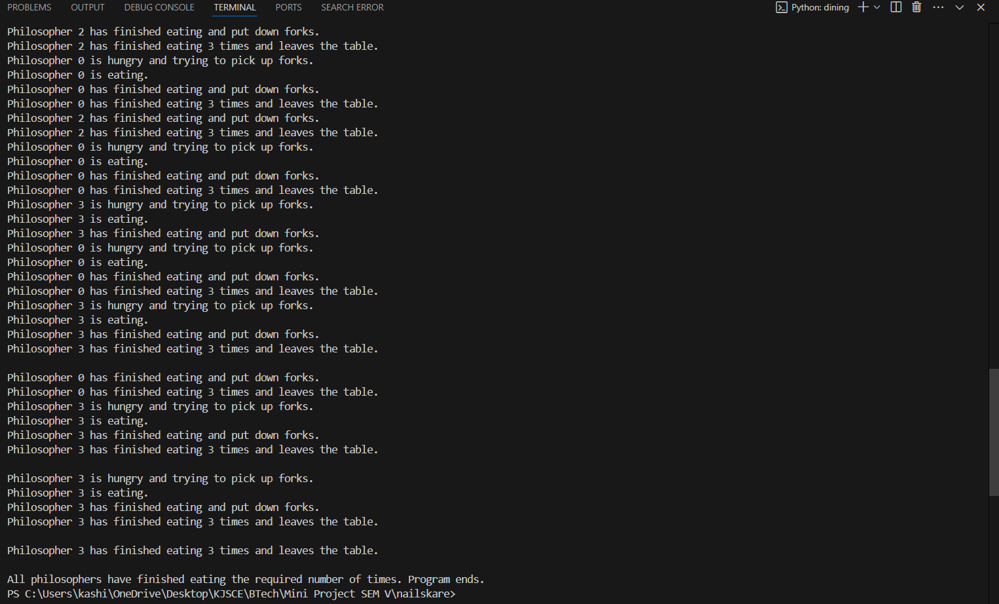 PROBLEMS OUTPUT DEBUG CONSOLE TERMINAL PORTS SEARCH ERROR Python: dining
Philosopher 2 has finished eating and put down forks.
Philosopher 2 has finished eating 3 times and leaves the table.
Philosopher 0 is hungry and trying to pick up forks.
Philosopher 0 is eating.
Philosopher 0 has finished eating and put down forks.
Philosopher 0 has finished eating 3 times and leaves the table.
Philosopher 2 has finished eating and put down forks.
Philosopher 2 has finished eating 3 times and leaves the table.
Philosopher 0 is hungry and trying to pick up forks.
Philosopher 0 is eating.
Philosopher 0 has finished eating and put down forks.
Philosopher 0 has finished eating 3 times and leaves the table.
Philosopher 3 is hungry and trying to pick up forks.
Philosopher 3 is eating.
Philosopher 3 has finished eating and put down forks.
Philosopher 0 is hungry and trying to pick up forks.
Philosopher 0 is eating.
Philosopher 0 has finished eating and put down forks.
Philosopher 0 has finished eating 3 times and leaves the table.
Philosopher 3 is hungry and trying to pick up forks.
Philosopher 3 is eating.
Philosopher 3 has finished eating and put down forks.
Philosopher 3 has finished eating 3 times and leaves the table.
Philosopher 0 has finished eating and put down forks.
Philosopher 0 has finished eating 3 times and leaves the table.
Philosopher 3 is hungry and trying to pick up forks.
Philosopher 3 is eating.
Philosopher 3 has finished eating and put down forks.
Philosopher 3 has finished eating 3 times and leaves the table.
Philosopher 3 is hungry and trying to pick up forks.
Philosopher 3 is eating.
Philosopher 3 has finished eating and put down forks.
Philosopher 3 has finished eating 3 times and leaves the table.
Philosopher 3 has finished eating 3 times and leaves the table.
All philosophers have finished eating the required number of times. Program ends.
PS C:\Users\kashi\OneDrive\Desktop\KJSCE\BTech\Mini Project SEM V\nailskare>